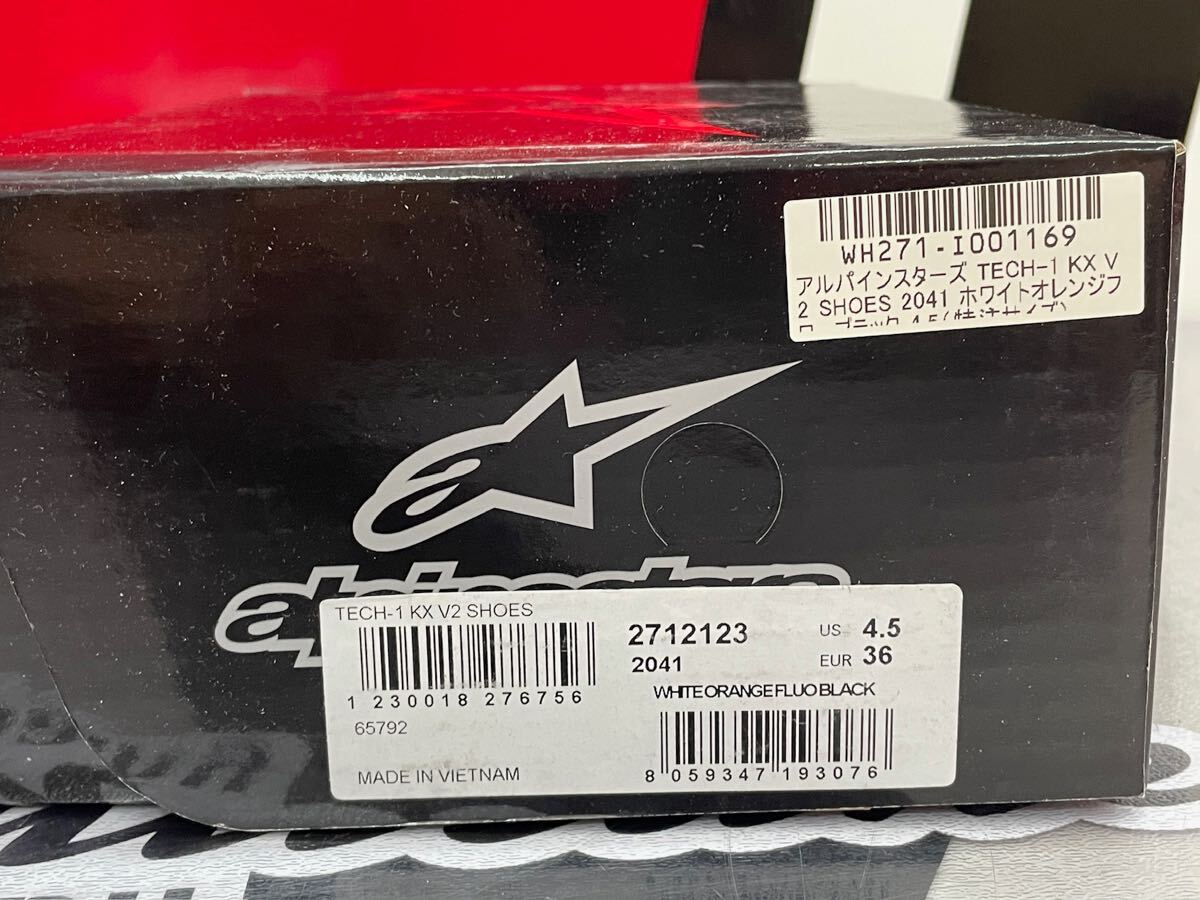 WH271-I001169
アルパインスターズ TECH-1 KX V
2 SHOES 2041 ホワイトオレンジフ
TECH-1 KX V2 SHOES
1 230018 276756
65792
MADE IN VIETNAM
2712123
2041
US 4.5
EUR 36
WHITE ORANGE FLUO BLACK
8 059347 193076